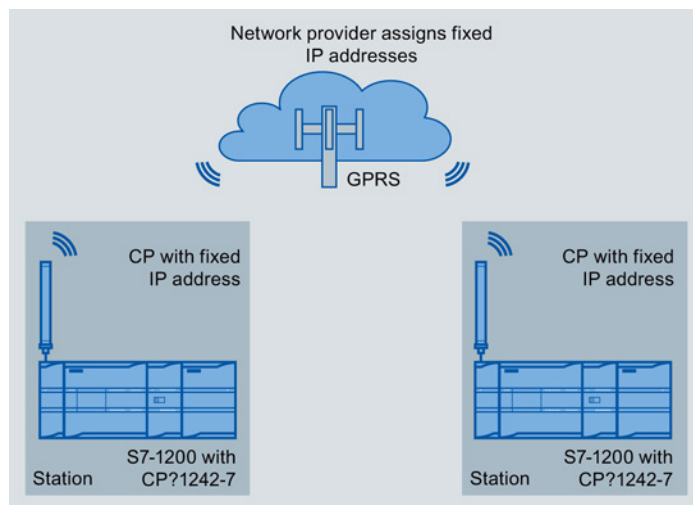 Network provider assigns fixed
IP addresses
GPRS
CP with fixed
IP address
S7-1200 with
Station CP?1242-7
CP with fixed
IP address
S7-1200 with
Station CP?1242-7